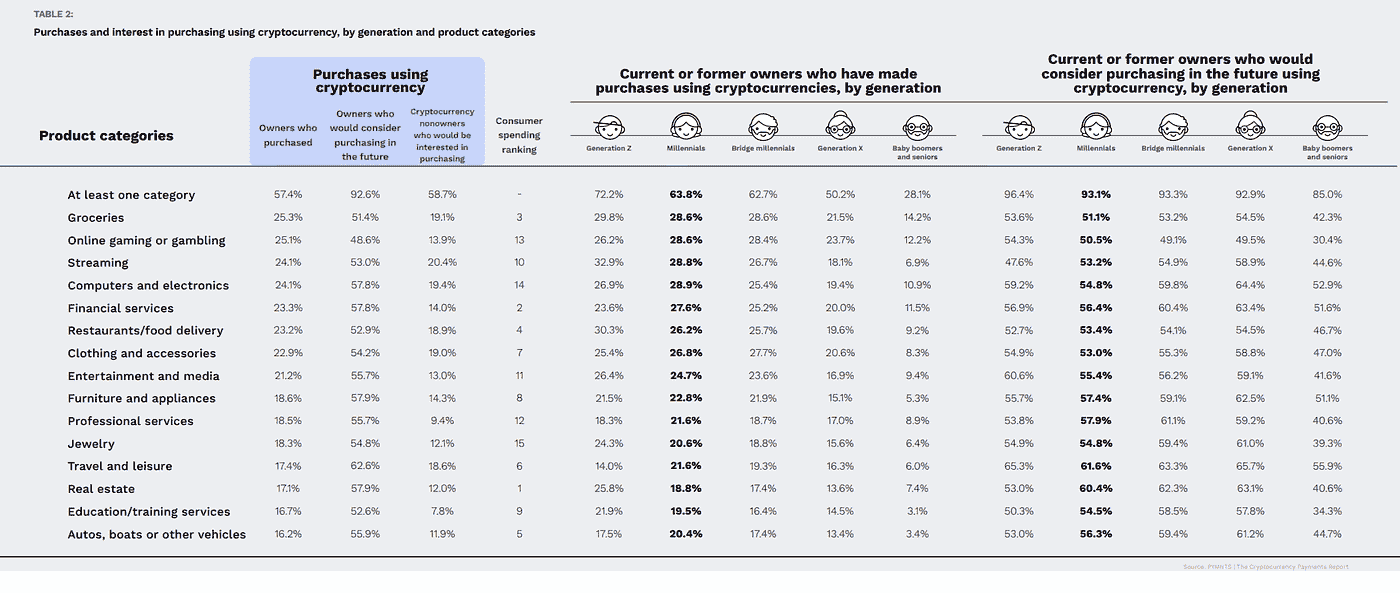 TABLE 2:
Purchases and interest in purchasing using cryptocurrency, by generation and product categories
Product categories
Purchases using
cryptocurrency
Owners who
purchased
Owners who
would consider
purchasing in
the future
Cryptocurrency
nonowners
who would be
interested in
purchasing
Consumer
spending
ranking
Current or former owners who have made
purchases using cryptocurrencies, by generation
Generation Z
Millennials
Bridge millennials
Generation X
Baby boomers
and seniors
Current or former owners who would
consider purchasing in the future using
cryptocurrency, by generation
Generation Z
Millennials
Bridge millennials
Generation X
Baby boomers
and seniors
At least one category 57.4% 92.6% 58.7% - 72.2% 63.8% 62.7% 50.2% 28.1% 96.4% 93.1% 93.3% 92.9% 85.0%
Groceries 25.3% 51.4% 19.1% 3 29.8% 28.6% 28.6% 21.5% 14.2% 53.6% 51.1% 53.2% 54.5% 42.3%
Online gaming or gambling 25.1% 48.6% 13.9% 13 26.2% 28.6% 28.4% 23.7% 12.2% 54.3% 50.5% 49.1% 49.5% 30.4%
Streaming 24.1% 53.0% 20.4% 10 32.9% 28.8% 26.7% 18.1% 6.9% 47.6% 53.2% 54.9% 58.9% 44.6%
Computers and electronics 24.1% 57.8% 19.4% 14 26.9% 28.9% 25.4% 19.4% 10.9% 59.2% 54.8% 59.8% 64.4% 52.9%
Financial services 23.3% 57.8% 14.0% 2 23.6% 27.6% 25.2% 20.0% 11.5% 56.9% 56.4% 60.4% 63.4% 51.6%
Restaurants/food delivery 23.2% 52.9% 18.9% 4 30.3% 26.2% 25.7% 19.6% 9.2% 52.7% 53.4% 54.1% 54.5% 46.7%
Clothing and accessories 22.9% 54.2% 19.0% 7 25.4% 26.8% 27.7% 20.6% 8.3% 54.9% 53.0% 55.3% 58.8% 47.0%
Entertainment and media 21.2% 55.7% 13.0% 11 26.4% 24.7% 23.6% 16.9% 9.4% 60.6% 55.4% 56.2% 59.1% 41.6%
Furniture and appliances 18.6% 57.9% 14.3% 8 21.5% 22.8% 21.9% 15.1% 5.3% 55.7% 57.4% 59.1% 62.5% 51.1%
Professional services 18.5% 55.7% 9.4% 12 18.3% 21.6% 18.7% 17.0% 8.9% 53.8% 57.9% 61.1% 59.2% 40.6%
Jewelry 18.3% 54.8% 12.1% 15 24.3% 20.6% 18.8% 15.6% 6.4% 54.9% 54.8% 59.4% 61.0% 39.3%
Travel and leisure 17.4% 62.6% 18.6% 6 14.0% 21.6% 19.3% 16.3% 6.0% 65.3% 61.6% 63.3% 65.7% 55.9%
Real estate 17.1% 57.9% 12.0% 1 25.8% 18.8% 17.4% 13.6% 7.4% 53.0% 60.4% 62.3% 63.1% 40.6%
Education/training services 16.7% 52.6% 7.8% 9 21.9% 19.5% 16.4% 14.5% 3.1% 50.3% 54.5% 58.5% 57.8% 34.3%
Autos, boats or other vehicles 16.2% 55.9% 11.9% 5 17.5% 20.4% 17.4% 13.4% 3.4% 53.0% 56.3% 59.4% 61.2% 44.7%
Source: PYMNTS | The Cryptocurrency Payments Report